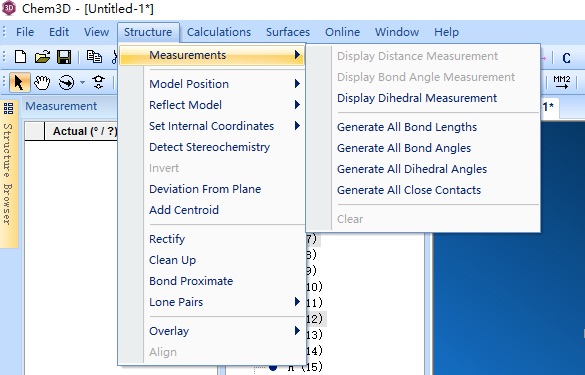 Chem3D - [Untitled-1*]
File Edit View Structure Calculations Surfaces Online Window Help
C
MM2
Measurement
Actual (° / ?)
Structure Browser
Measurements
Model Position
Reflect Model
Set Internal Coordinates
Detect Stereochemistry
Invert
Deviation From Plane
Add Centroid
Rectify
Clean Up
Bond Proximate
Lone Pairs
Overlay
Align
Display Distance Measurement
Display Bond Angle Measurement
Display Dihedral Measurement
Generate All Bond Lengths
Generate All Bond Angles
Generate All Dihedral Angles
Generate All Close Contacts
Clear
1*
7)
8)
9)
10)
11)
12)
13)
(14)
(15)